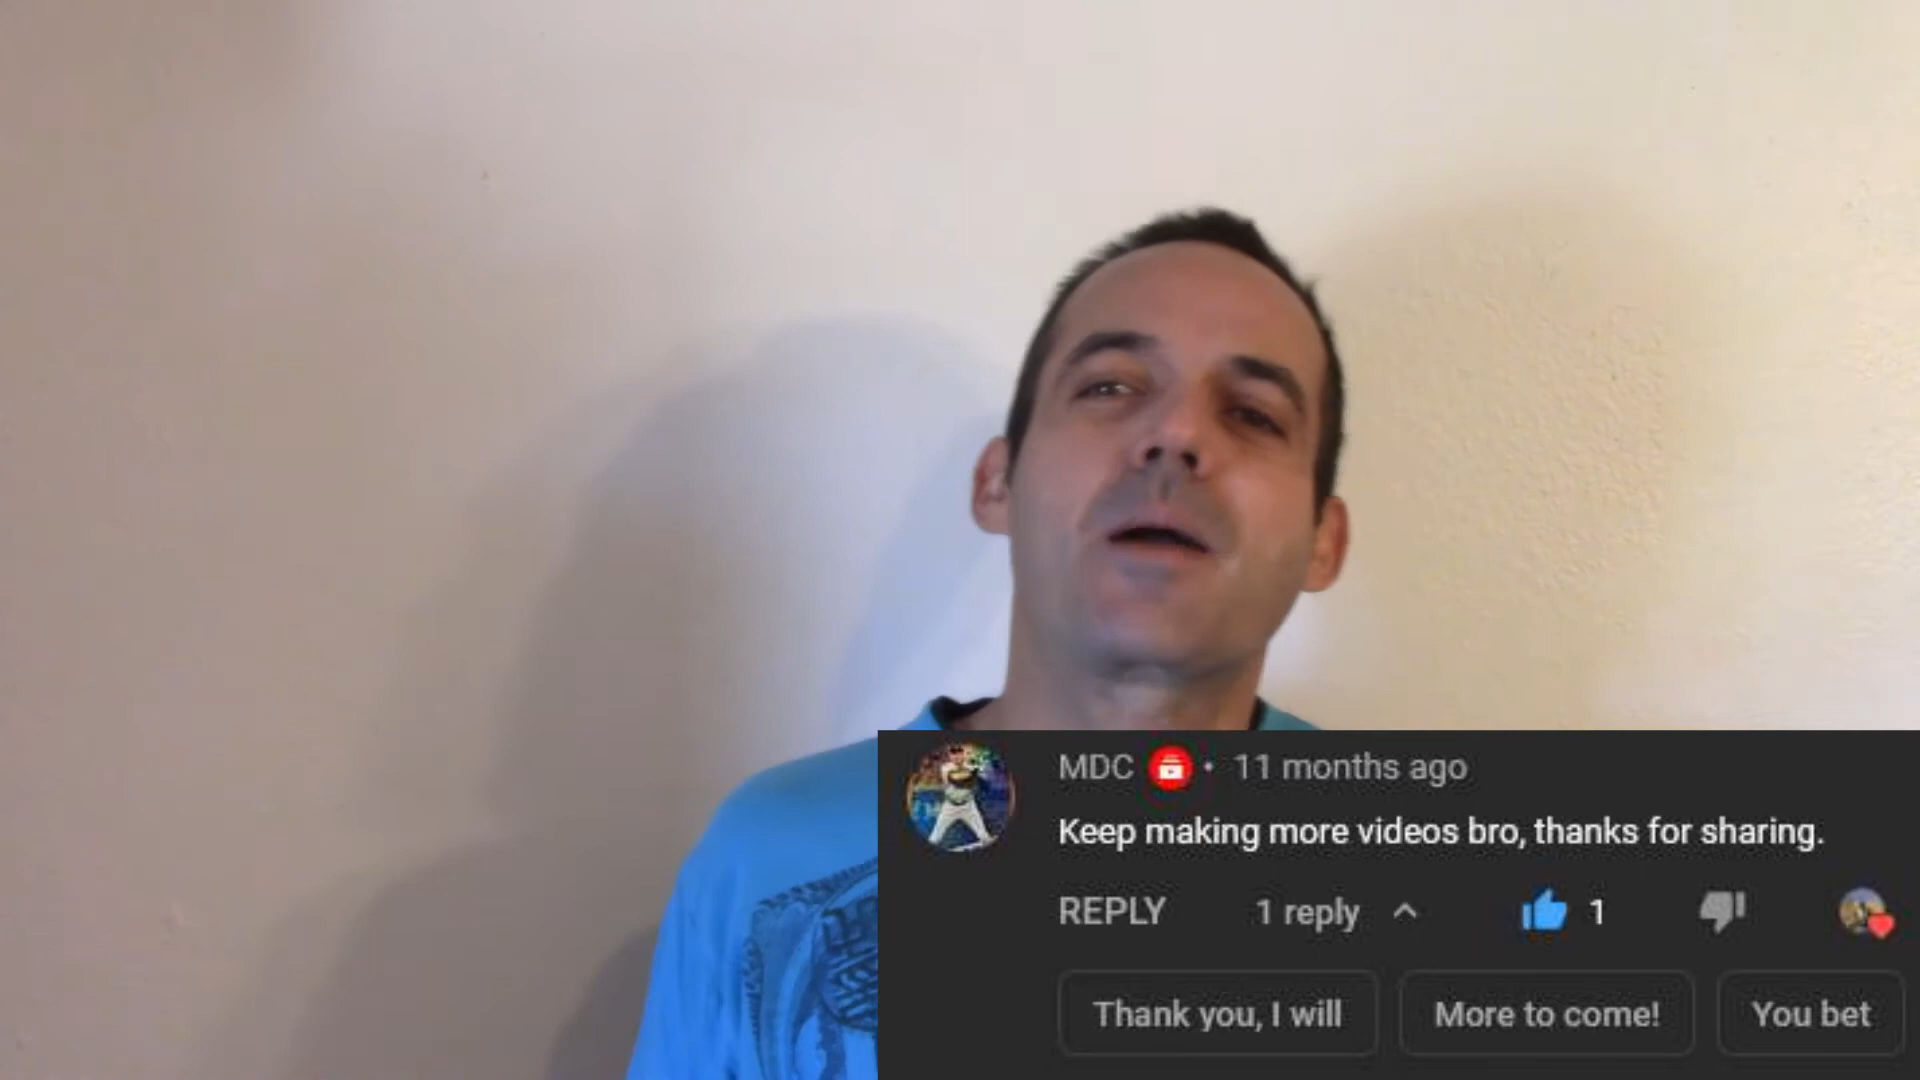 MDC • 11 months ago
Keep making more videos bro, thanks for sharing.
REPLY 1 reply 1
Thank you, I will More to come! You bet